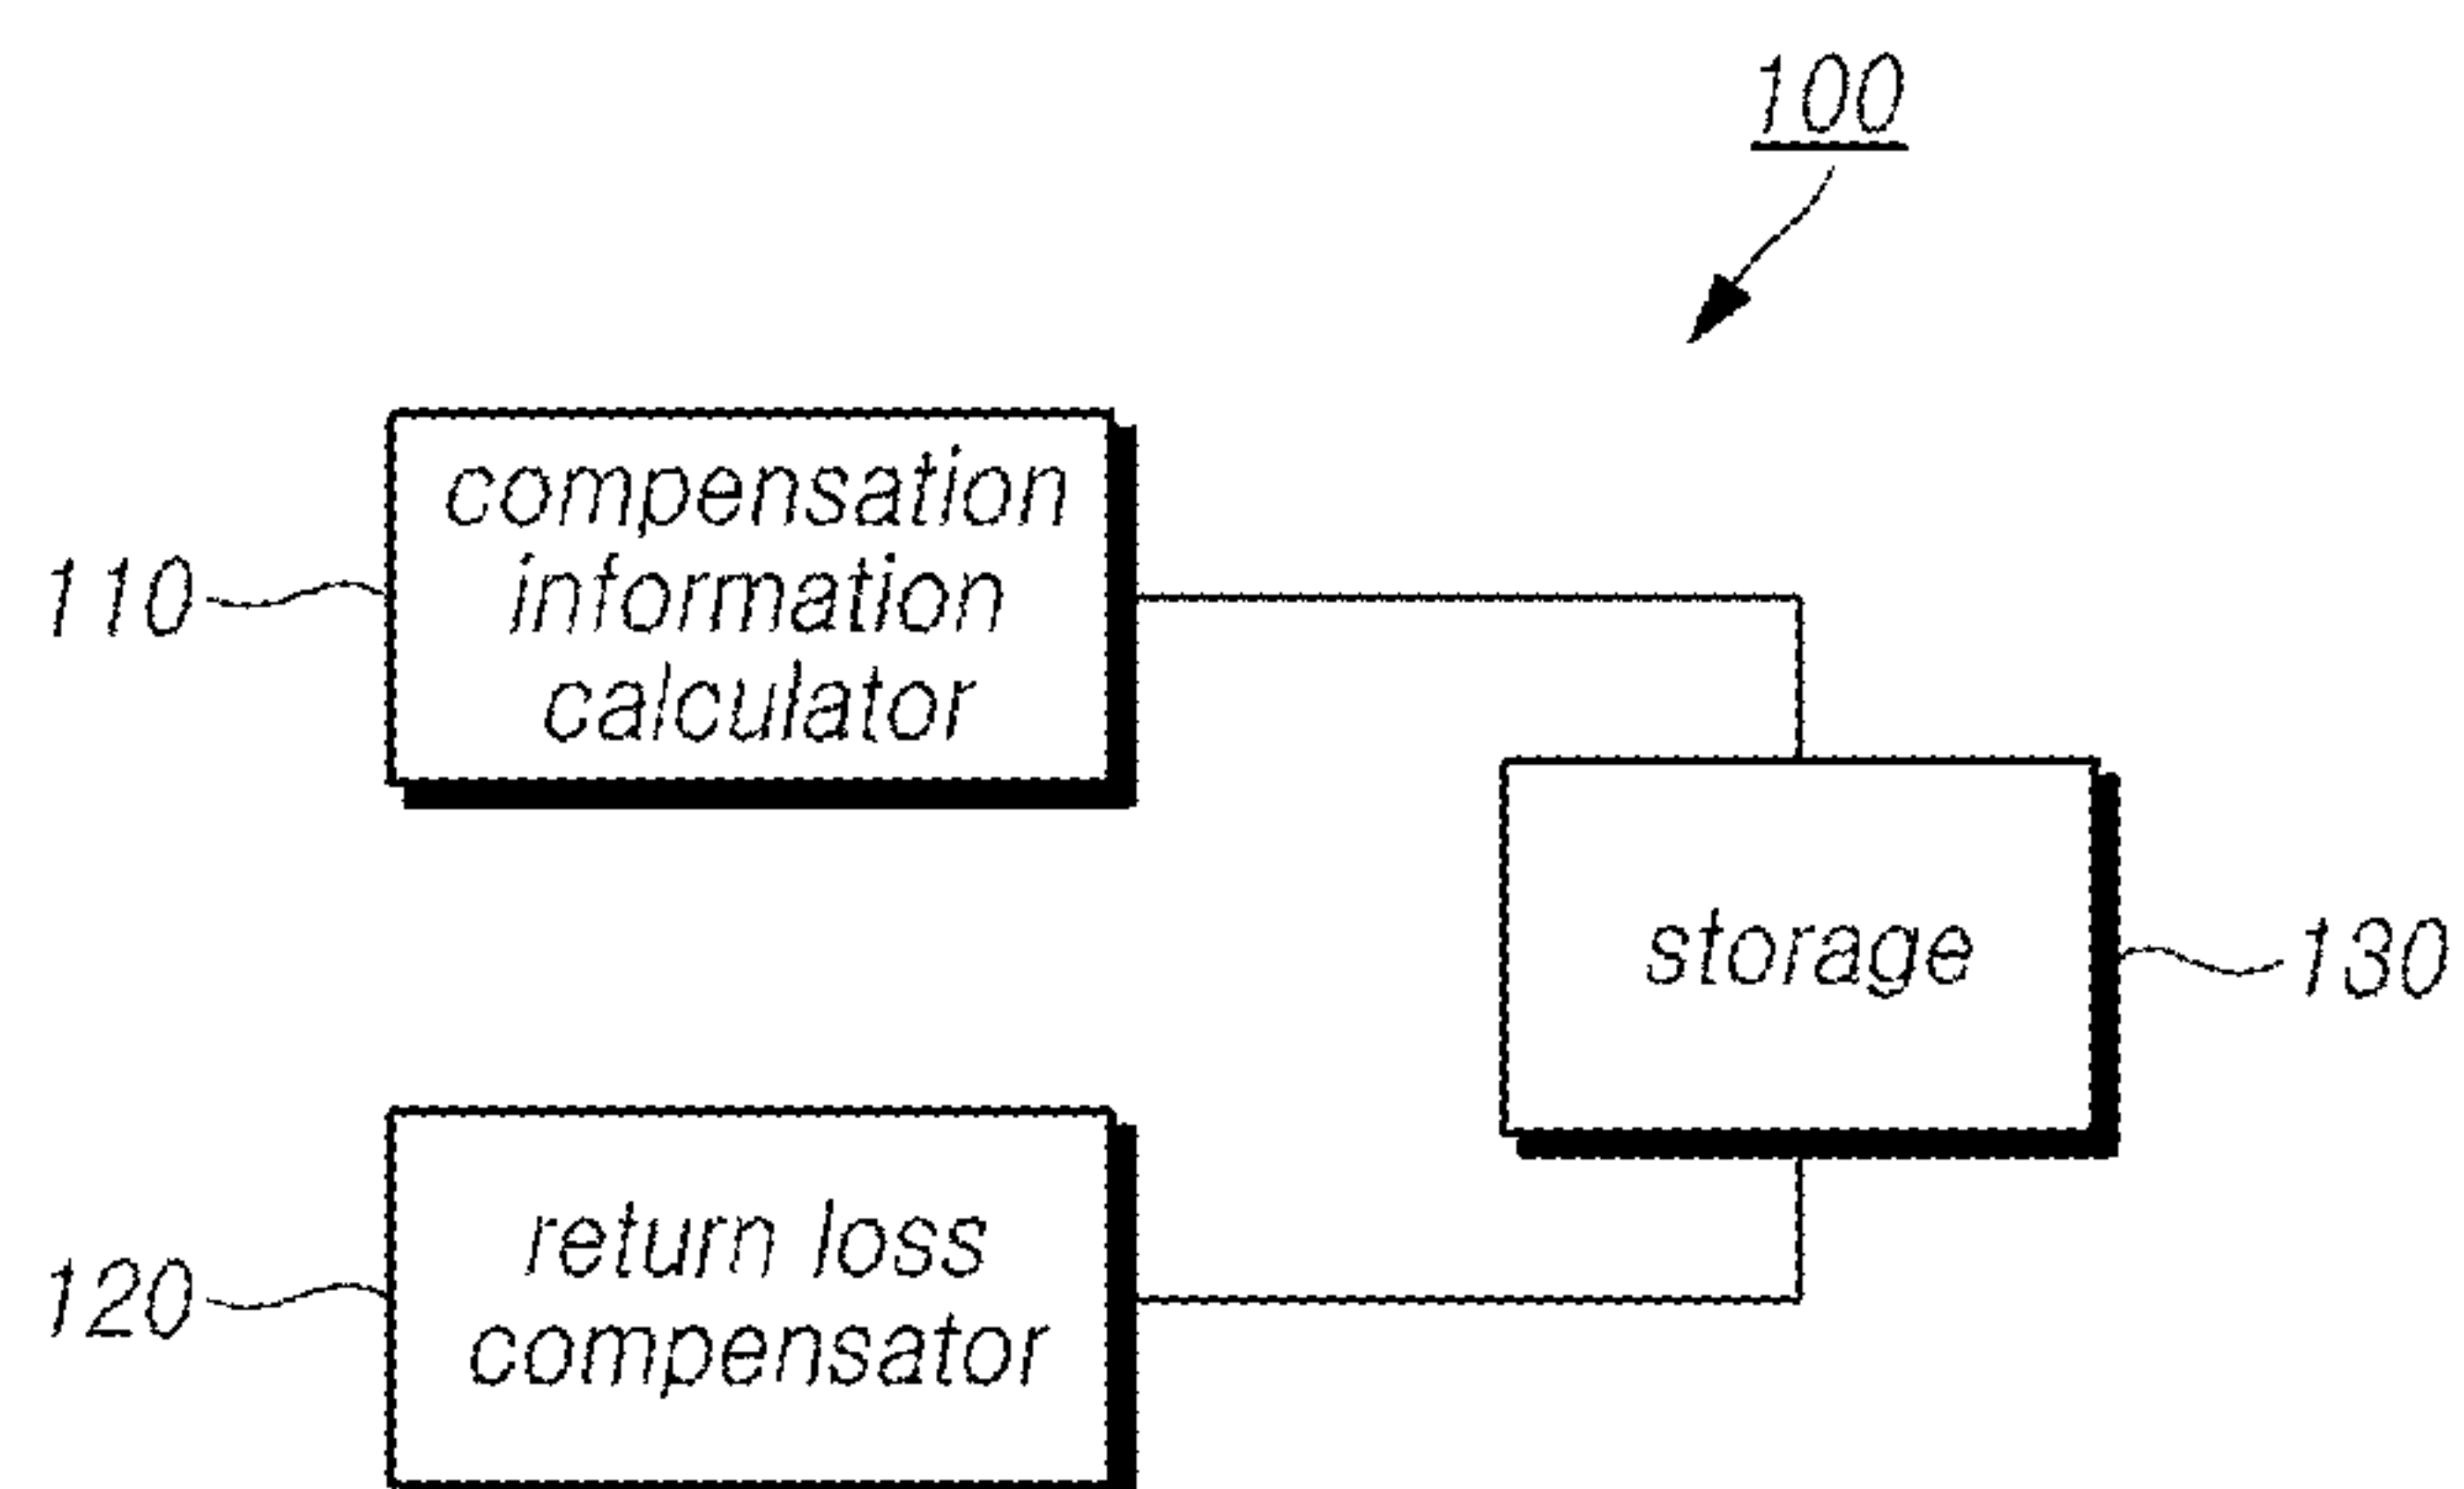 100
110
compensation
information
calculator
storage
130
120
return loss
compensator